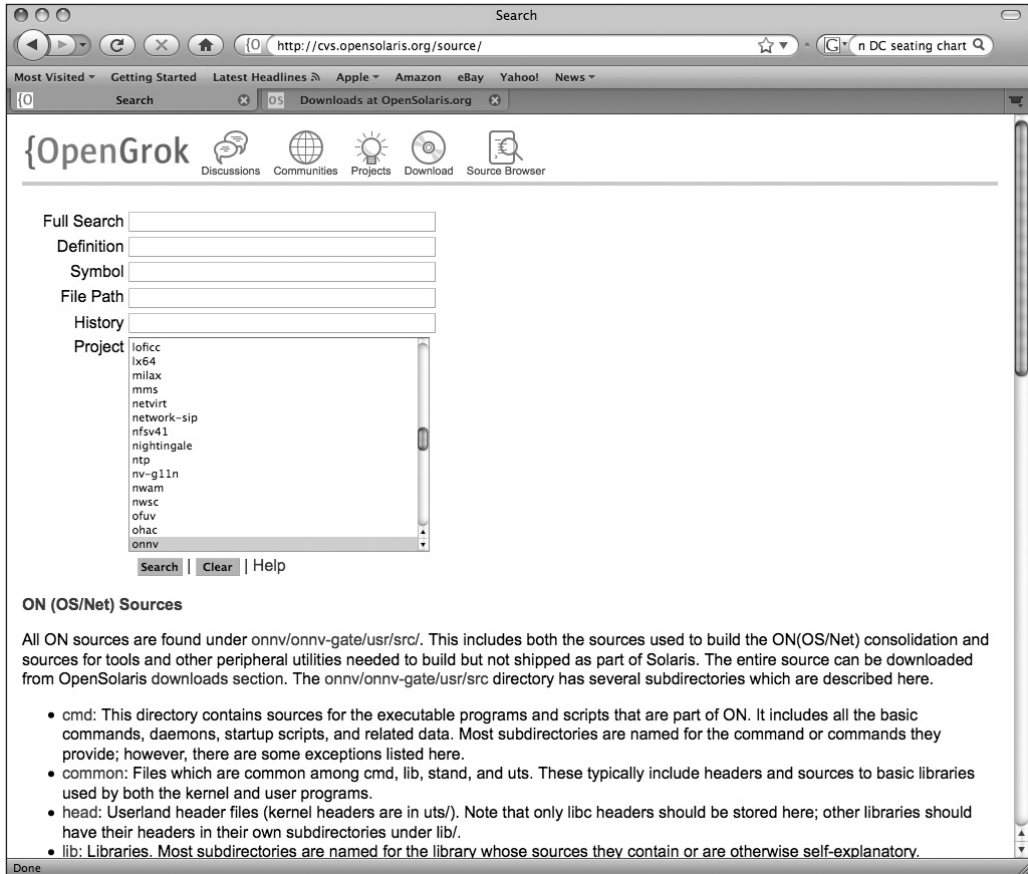 Search
{O http://cvs.opensolaris.org/source/ G n DC seating chart
Most Visited Getting Started Latest Headlines Apple Amazon eBay Yahoo! News
{O Search OS Downloads at OpenSolaris.org
{OpenGrok Discussions Communities Projects Download Source Browser
Full Search
Definition
Symbol
File Path
History
Project loficc
lx64
milax
mms
netvirt
network-sip
nfsv41
nightingale
ntp
nv-g11n
nwam
nwsc
ofuv
ohac
onnv
Search | Clear | Help
ON (OS/Net) Sources
All ON sources are found under onnv/onnv-gate/usr/src/. This includes both the sources used to build the ON(OS/Net) consolidation and
sources for tools and other peripheral utilities needed to build but not shipped as part of Solaris. The entire source can be downloaded
from OpenSolaris downloads section. The onnv/onnv-gate/usr/src directory has several subdirectories which are described here.
• cmd: This directory contains sources for the executable programs and scripts that are part of ON. It includes all the basic
commands, daemons, startup scripts, and related data. Most subdirectories are named for the command or commands they
provide; however, there are some exceptions listed here.
• common: Files which are common among cmd, lib, stand, and uts. These typically include headers and sources to basic libraries
used by both the kernel and user programs.
• head: Userland header files (kernel headers are in uts/). Note that only libc headers should be stored here; other libraries should
have their headers in their own subdirectories under lib/.
• lib: Libraries. Most subdirectories are named for the library whose sources they contain or are otherwise self-explanatory.
Done